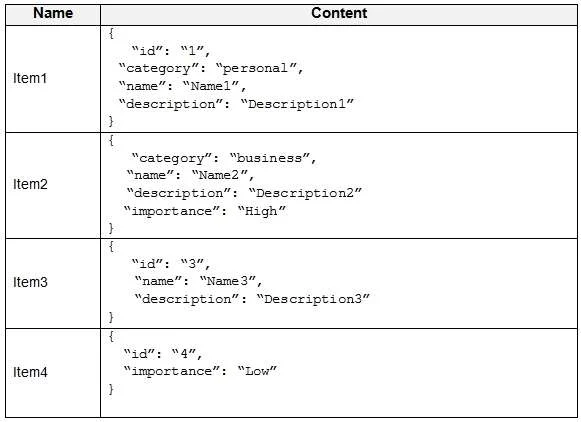 Name Content
Item1
{
“id”: “1”,
“category”: “personal”,
“name”: “Name1”,
“description”: “Description1”
}
Item2
{
“category”: “business”,
“name”: “Name2”,
“description”: “Description2”
“importance”: “High”
}
Item3
{
“id”: “3”,
“name”: “Name3”,
“description”: “Description3”
}
Item4
{
“id”: “4”,
“importance”: “Low”
}